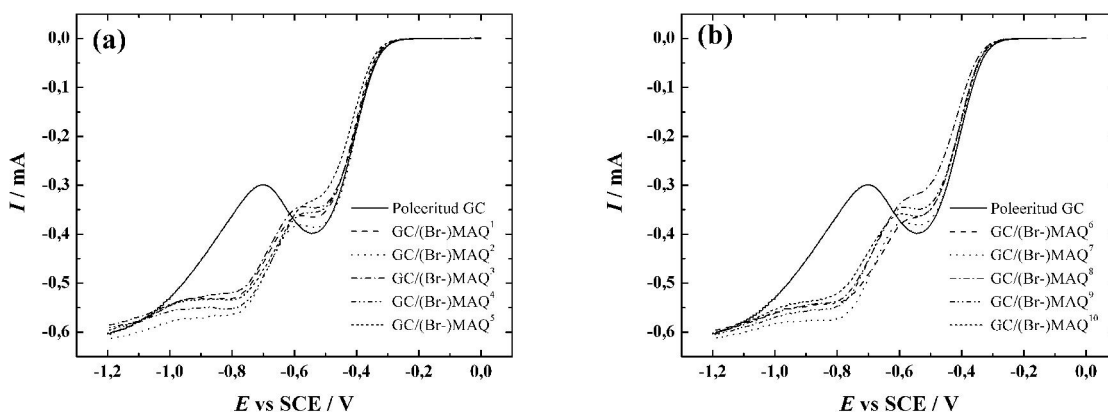 (a)
0,0
-0,1
-0,2
-0,3
-0,4
-0,5
-0,6
I / mA
Poleeritud GC
GC/(Br-)MAQ¹
GC/(Br-)MAQ²
GC/(Br-)MAQ³
GC/(Br-)MAQ⁴
GC/(Br-)MAQ⁵
-1,2 -1,0 -0,8 -0,6 -0,4 -0,2 0,0
E vs SCE / V
(b)
0,0
-0,1
-0,2
-0,3
-0,4
-0,5
-0,6
I / mA
Poleeritud GC
GC/(Br-)MAQ⁶
GC/(Br-)MAQ⁷
GC/(Br-)MAQ⁸
GC/(Br-)MAQ⁹
GC/(Br-)MAQ¹⁰
-1,2 -1,0 -0,8 -0,6 -0,4 -0,2 0,0
E vs SCE / V